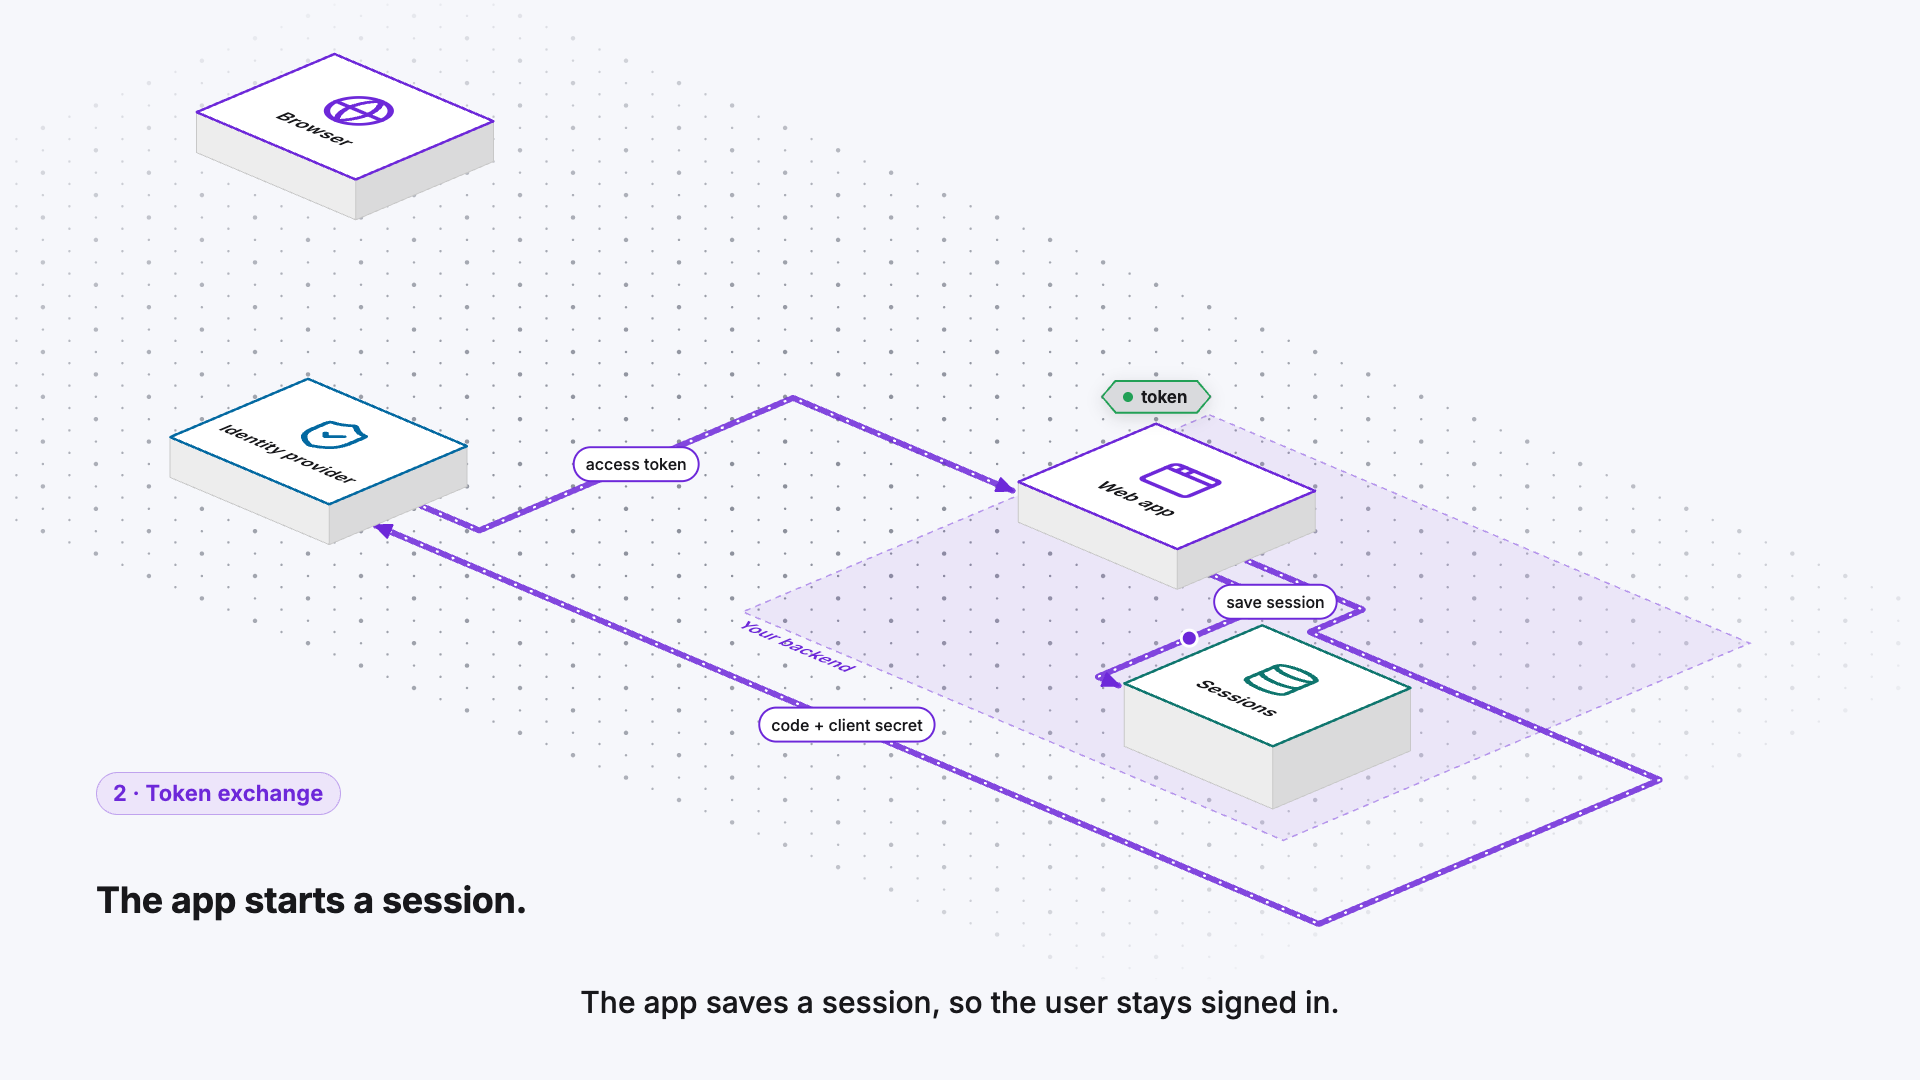 Browser
Identity provider
access token
token
Web app
save session
Your backend
Sessions
code + client secret
2 · Token exchange
The app starts a session.
The app saves a session, so the user stays signed in.